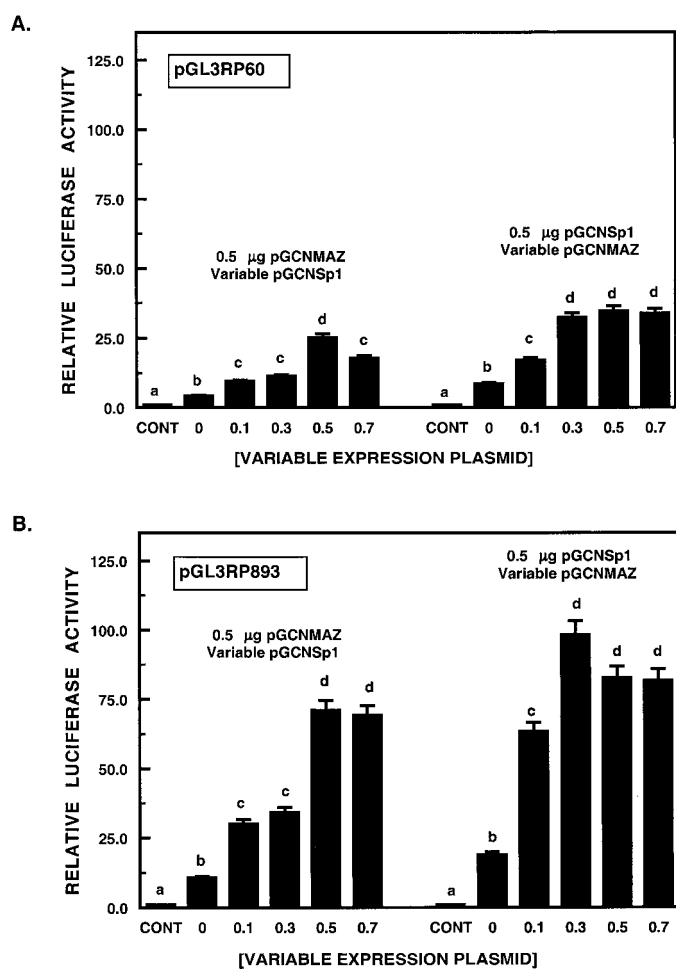 A.
pGL3RP60
RELATIVE LUCIFERASE ACTIVITY
125.0
100.0
75.0
50.0
25.0
0.0
0.5 µg pGCNMAZ
Variable pGCNSp1
0.5 µg pGCNSp1
Variable pGCNMAZ
a b c c d c a b c d d d
CONT 0 0.1 0.3 0.5 0.7 CONT 0 0.1 0.3 0.5 0.7
[VARIABLE EXPRESSION PLASMID]
B.
pGL3RP893
RELATIVE LUCIFERASE ACTIVITY
125.0
100.0
75.0
50.0
25.0
0.0
0.5 µg pGCNMAZ
Variable pGCNSp1
0.5 µg pGCNSp1
Variable pGCNMAZ
a b c c d d a b c d d d
CONT 0 0.1 0.3 0.5 0.7 CONT 0 0.1 0.3 0.5 0.7
[VARIABLE EXPRESSION PLASMID]